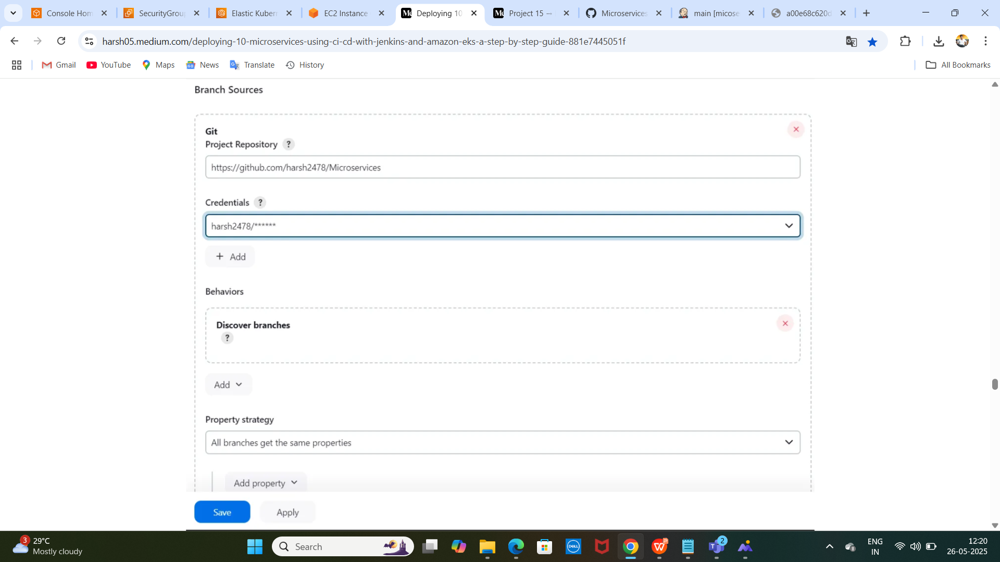 Console Hom
SecurityGroup
Elastic Kubern
EC2 Instance
Deploying 10
Project 15 —
Microservices
main [micose
a00e68c620d
harsh05.medium.com/deploying-10-microservices-using-ci-cd-with-jenkins-and-amazon-eks-a-step-by-step-guide-881e7445051f
Gmail
YouTube
Maps
News
Translate
History
All Bookmarks
Branch Sources
Git
Project Repository ?
https://github.com/harsh2478/Microservices
Credentials ?
harsh2478/******
+ Add
Behaviors
Discover branches
?
Add
Property strategy
All branches get the same properties
Add property
Save
Apply
3
29°C
Mostly cloudy
Search
DELL
2
ENG
IN
12:20
26-05-2025